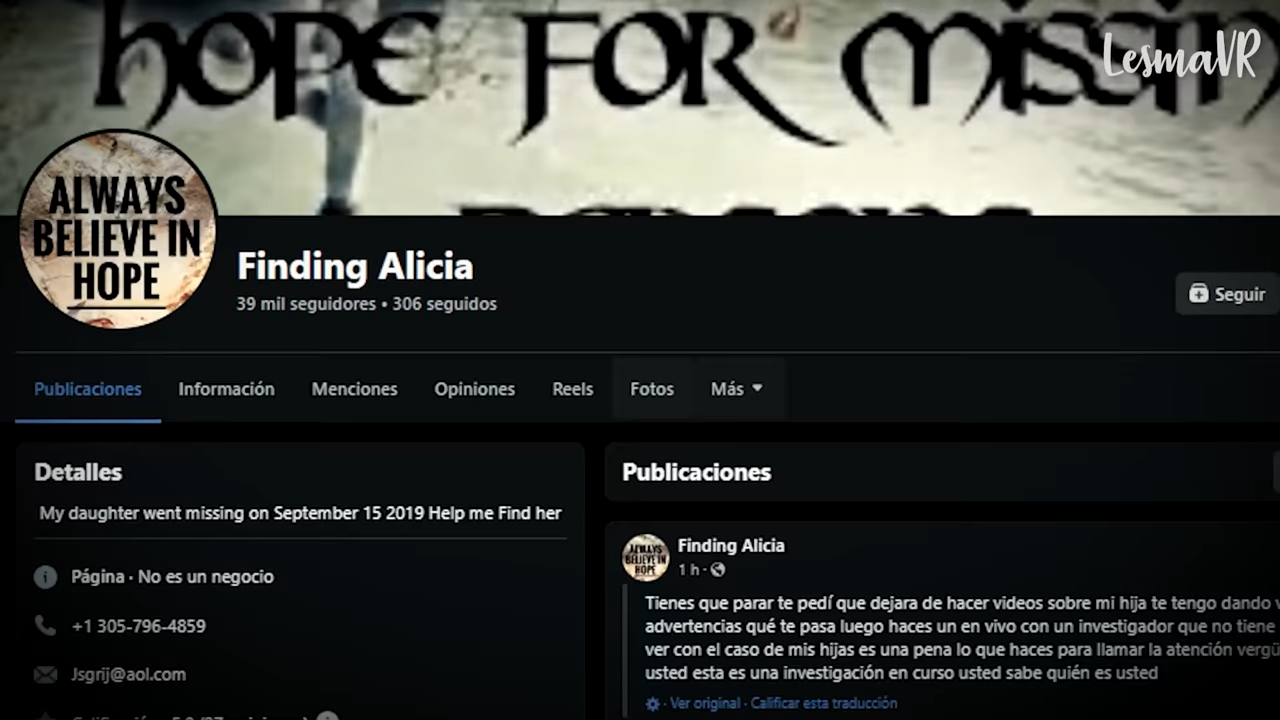 hope for missin
LesmaVR
ALWAYS
BELIEVE IN
HOPE
Finding Alicia
39 mil seguidores • 306 seguidos
Seguir
Publicaciones Información Menciones Opiniones Reels Fotos Más
Detalles
My daughter went missing on September 15 2019 Help me Find her
Página · No es un negocio
+1 305-796-4859
Jsgrij@aol.com
Publicaciones
ALWAYS
BELIEVE IN
HOPE
Finding Alicia
1 h ·
Tienes que parar te pedí que dejara de hacer videos sobre mi hija te tengo dando
advertencias qué te pasa luego haces un en vivo con un investigador que no tiene
ver con el caso de mis hijas es una pena lo que haces para llamar la atención
usted esta es una investigación en curso usted sabe quién es usted
· Ver original · Calificar esta traducción